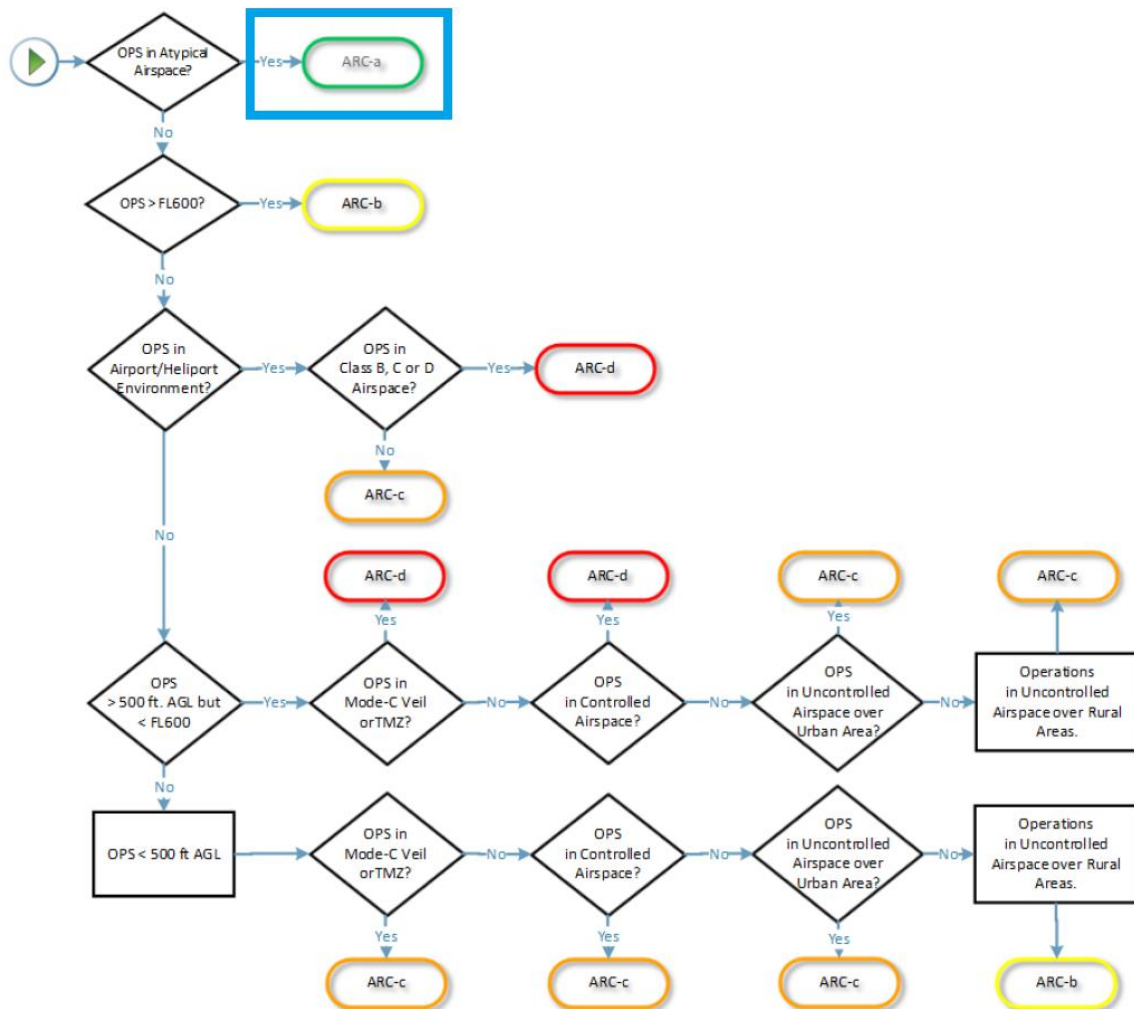 OPS in Atypical
Airspace?
Yes
ARC-a
No
OPS > FL600?
Yes
ARC-b
No
OPS in
Airport/Heliport
Environment?
Yes
OPS in
Class B, C or D
Airspace?
Yes
ARC-d
No
ARC-c
No
ARC-d
ARC-d
ARC-c
ARC-c
Yes
Yes
Yes
OPS
> 500 ft. AGL but
< FL600
Yes
OPS in
Mode-C Veil
orTMZ?
No
OPS
in Controlled
Airspace?
No
OPS
in Uncontrolled
Airspace over
Urban Area?
No
Operations
in Uncontrolled
Airspace over Rural
Areas.
No
OPS < 500 ft AGL
OPS in
Mode-C Veil
orTMZ?
No
OPS
in Controlled
Airspace?
No
OPS
in Uncontrolled
Airspace over
Urban Area?
No
Operations
in Uncontrolled
Airspace over Rural
Areas.
Yes
Yes
Yes
ARC-c
ARC-c
ARC-c
ARC-b